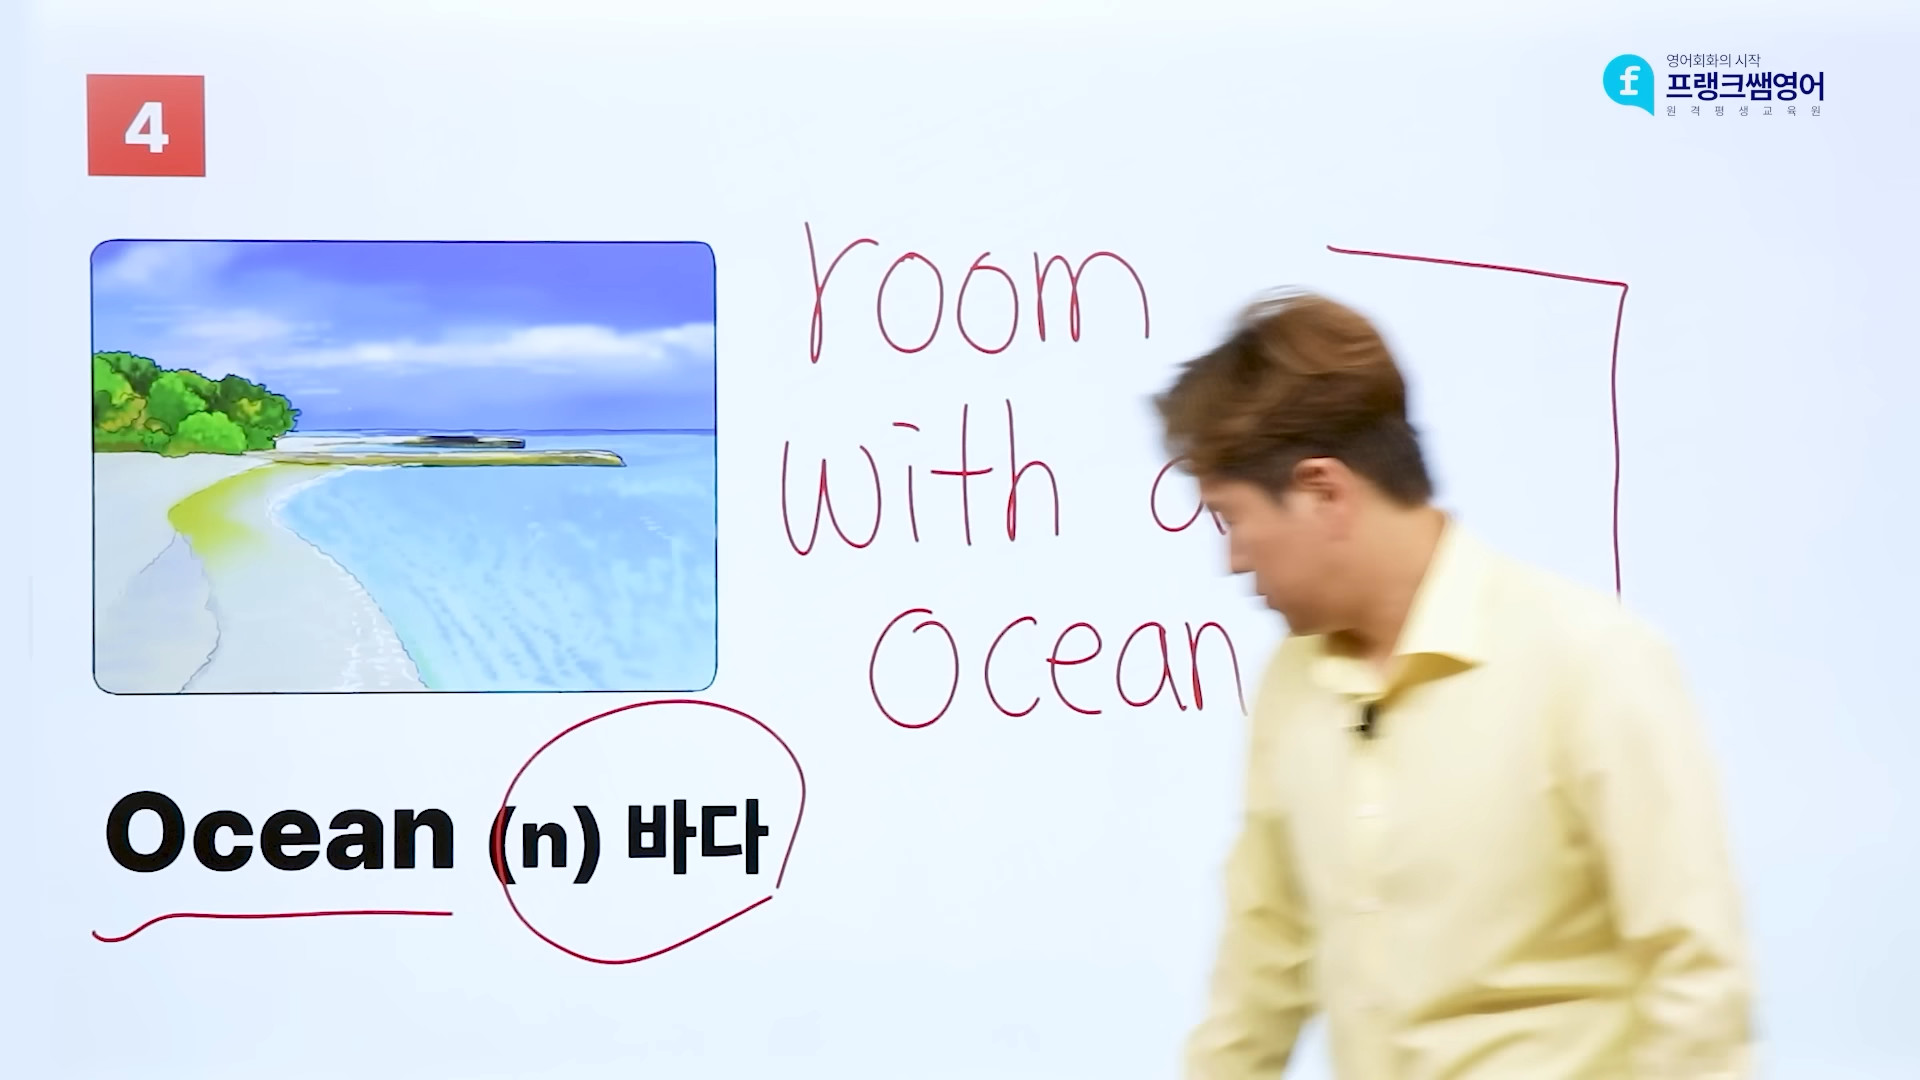 영어회화의 시작
프랭크쌤영어
원격평생교육원
4
room
with
ocean
Ocean (n) 바다